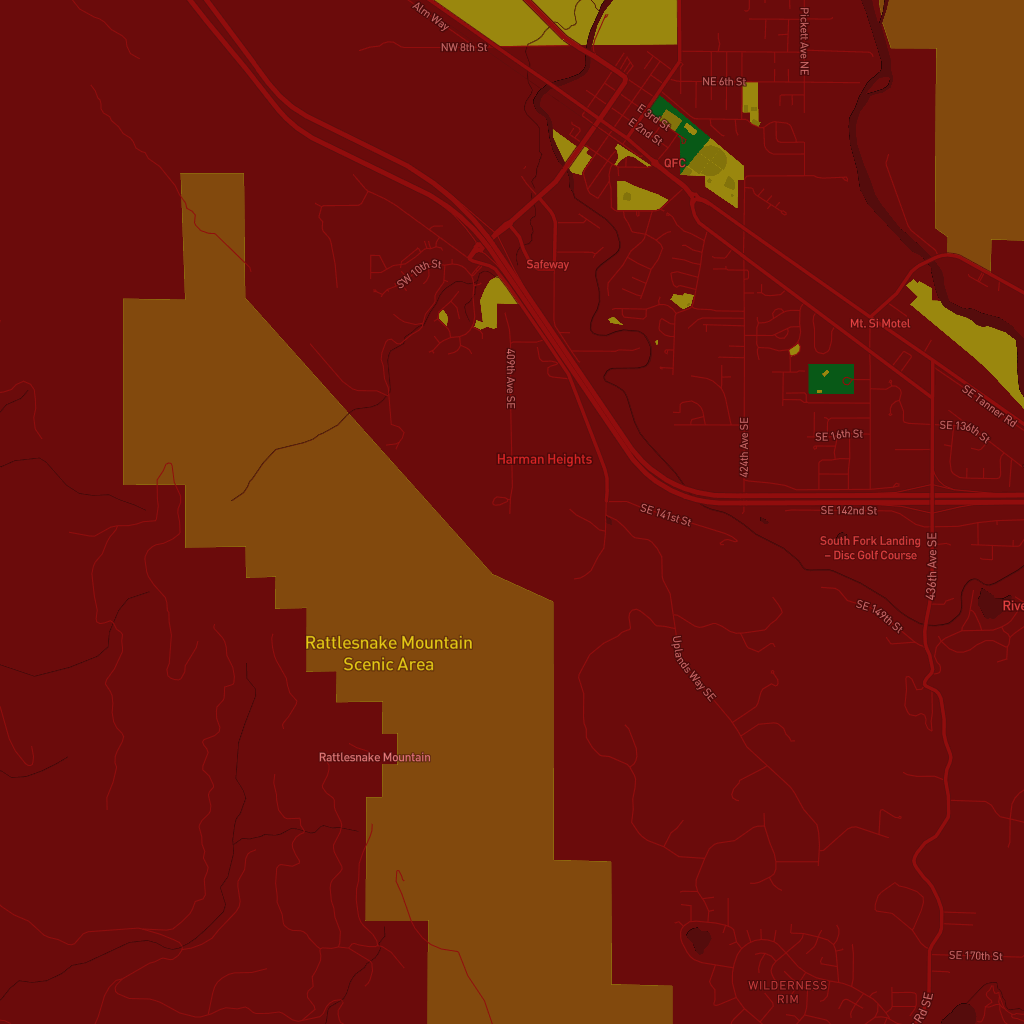 Alm Way
NW 8th St
Pickett Ave NE
NE 6th St
E 3rd St
E 2nd St
QFC
SW 10th St
Safeway
Mt. Si Motel
409th Ave SE
SE Tanner Rd
424th Ave SE
SE 16th St
SE 136th St
Harman Heights
SE 141st St
SE 142nd St
South Fork Landing
– Disc Golf Course
436th Ave SE
SE 149th St
Rive
Rattlesnake Mountain
Scenic Area
Uplands Way SE
Rattlesnake Mountain
SE 170th St
WILDERNESS
RIM
Rd SE